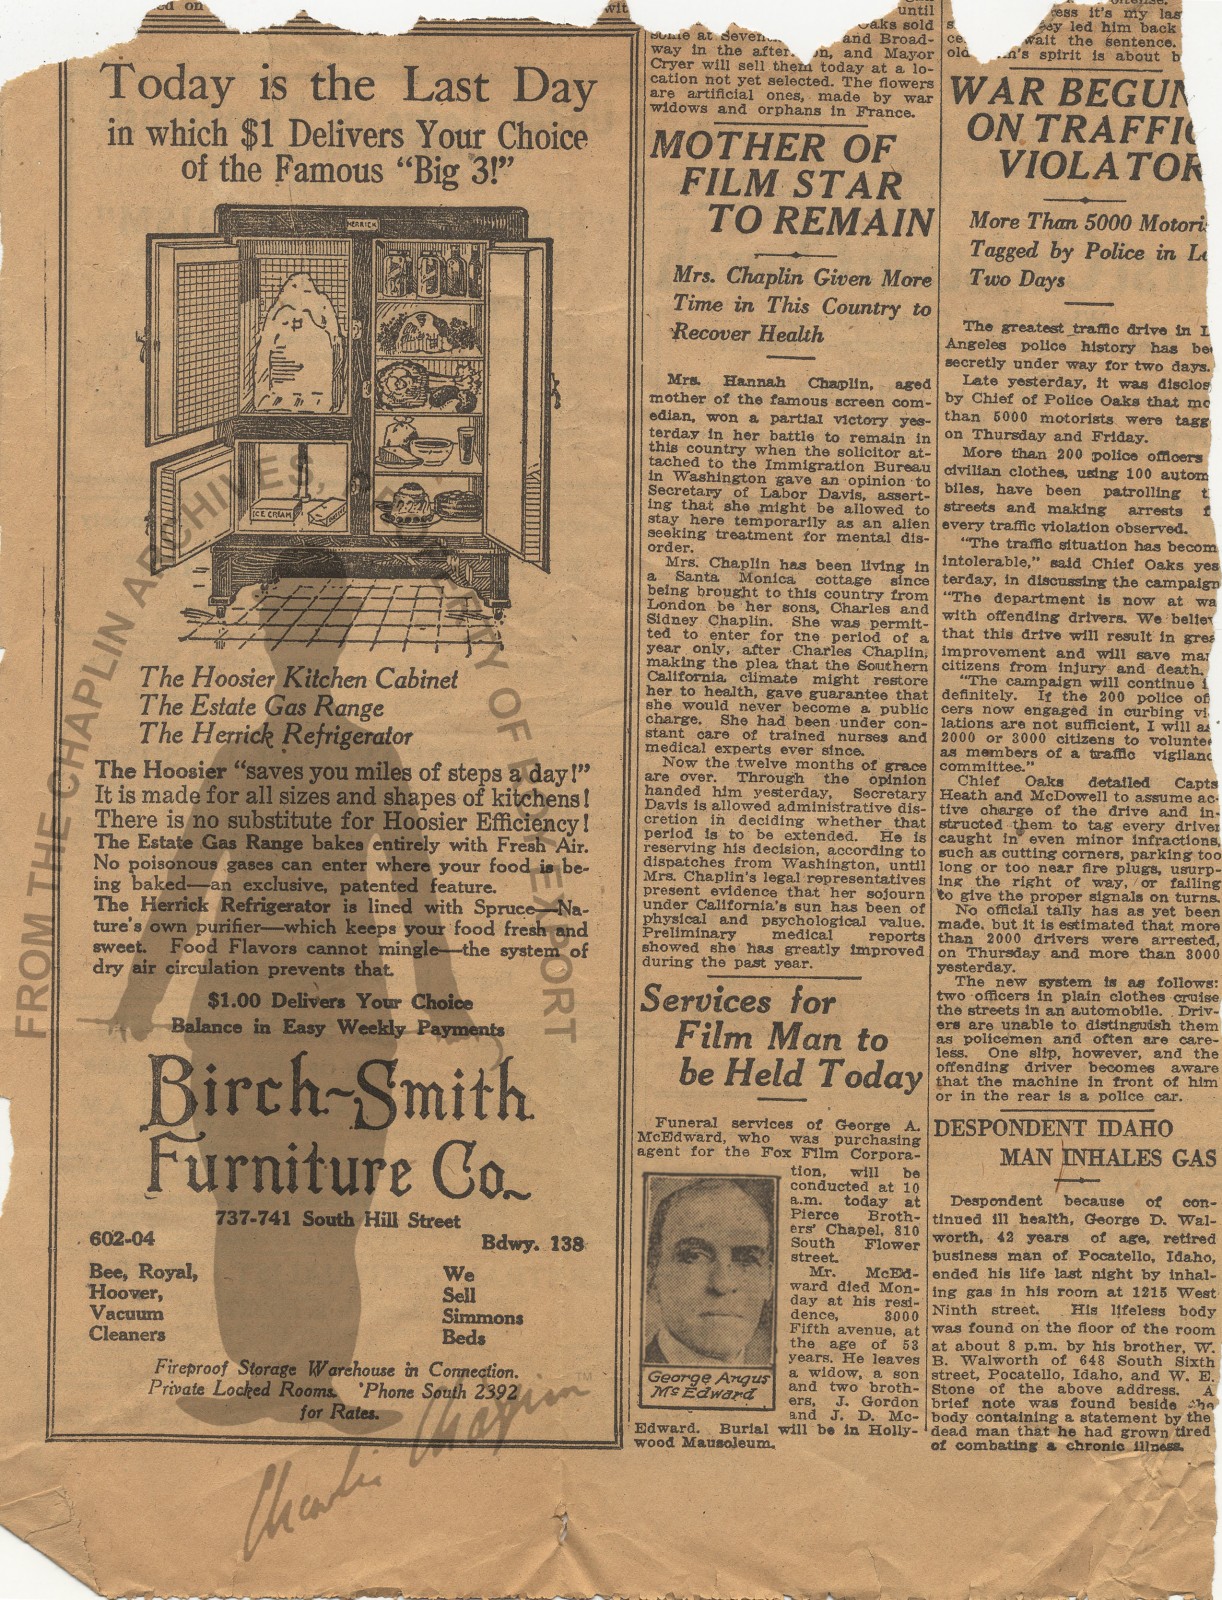 Today is the Last Day
in which $1 Delivers Your Choice
of the Famous "Big 3!"
HERRICK
ICE CREAM
The Hoosier Kitchen Cabinet
The Estate Gas Range
The Herrick Refrigerator
The Hoosier "saves you miles of steps a day!"
It is made for all sizes and shapes of kitchens!
There is no substitute for Hoosier Efficiency!
The Estate Gas Range bakes entirely with Fresh Air.
No poisonous gases can enter where your food is be-
ing baked—an exclusive, patented feature.
The Herrick Refrigerator is lined with Spruce—Na-
ture's own purifier—which keeps your food fresh and
sweet. Food Flavors cannot mingle—the system of
dry air circulation prevents that.
$1.00 Delivers Your Choice
Balance in Easy Weekly Payments
Birch-Smith
Furniture Co.
737-741 South Hill Street
602-04
Bdwy. 138
Bee, Royal,
Hoover,
Vacuum
Cleaners
We
Sell
Simmons
Beds
Fireproof Storage Warehouse in Connection.
Private Locked Rooms. 'Phone South 2392
for Rates.
FROM THE CHAPLIN ARCHIVES, PROPERTY OF ROY EXPORT
Charlie Chaplin
TM
until
Oaks sold
some at Seven and Broad-
way in the afternoon, and Mayor
Cryer will sell them today at a lo-
cation not yet selected. The flowers
are artificial ones, made by war
widows and orphans in France.
MOTHER OF
FILM STAR
TO REMAIN
Mrs. Chaplin Given More
Time in This Country to
Recover Health
Mrs. Hannah Chaplin, aged
mother of the famous screen com-
edian, won a partial victory yes-
terday in her battle to remain in
this country when the solicitor at-
tached to the Immigration Bureau
in Washington gave an opinion to
Secretary of Labor Davis, assert-
ing that she might be allowed to
stay here temporarily as an alien
seeking treatment for mental dis-
order.
Mrs. Chaplin has been living in
a Santa Monica cottage since
being brought to this country from
London be her sons, Charles and
Sidney Chaplin. She was permit-
ted to enter for the period of a
year only, after Charles Chaplin,
making the plea that the Southern
California climate might restore
her to health, gave guarantee that
she would never become a public
charge. She had been under con-
stant care of trained nurses and
medical experts ever since.
Now the twelve months of grace
are over. Through the opinion
handed him yesterday, Secretary
Davis is allowed administrative dis-
cretion in deciding whether that
period is to be extended. He is
reserving his decision, according to
dispatches from Washington, until
Mrs. Chaplin's legal representatives
present evidence that her sojourn
under California's sun has been of
physical and psychological value.
Preliminary medical reports
showed she has greatly improved
during the past year.
Services for
Film Man to
be Held Today
Funeral services of George A.
McEdward, who was purchasing
agent for the Fox Film Corpora-
tion, will be
conducted at 10
a.m. today at
Pierce Broth-
ers' Chapel, 810
South Flower
street.
Mr. McEd-
ward died Mon-
day at his resi-
dence, 3000
Fifth avenue, at
the age of 53
years. He leaves
a widow, a son
and two broth-
ers, J. Gordon
and J. D. Mc-
Edward. Burial will be in Holly-
wood Mausoleum.
George Angus
McEdward
it's my las
led him back
wait the sentence.
old spirit is about b
WAR BEGUN
ON TRAFFIC
VIOLATOR
More Than 5000 Motori
Tagged by Police in L
Two Days
The greatest traffic drive in L
Angeles police history has be
secretly under way for two days.
Late yesterday, it was disclos
by Chief of Police Oaks that mo
than 5000 motorists were tagg
on Thursday and Friday.
More than 200 police officers
civilian clothes, using 100 autom
biles, have been patrolling t
streets and making arrests f
every traffic violation observed.
"The traffic situation has becom
intolerable," said Chief Oaks yes
terday, in discussing the campaign
"The department is now at wa
with offending drivers. We believ
that this drive will result in grea
improvement and will save man
citizens from injury and death.
"The campaign will continue i
definitely. If the 200 police of
cers now engaged in curbing vi
lations are not sufficient, I will as
2000 or 3000 citizens to voluntee
as members of a traffic vigilanc
committee."
Chief Oaks detailed Capts
Heath and McDowell to assume ac-
tive charge of the drive and in-
structed them to tag every driver
caught in even minor infractions,
such as cutting corners, parking too
long or too near fire plugs, usurp-
ing the right of way, or failing
to give the proper signals on turns.
No official tally has as yet been
made, but it is estimated that more
than 2000 drivers were arrested,
on Thursday and more than 3000
yesterday.
The new system is as follows:
two officers in plain clothes cruise
the streets in an automobile. Driv-
ers are unable to distinguish them
as policemen and often are care-
less. One slip, however, and the
offending driver becomes aware
that the machine in front of him
or in the rear is a police car.
DESPONDENT IDAHO
MAN INHALES GAS
Despondent because of con-
tinued ill health, George D. Wal-
worth, 42 years of age, retired
business man of Pocatello, Idaho,
ended his life last night by inhal-
ing gas in his room at 1215 West
Ninth street. His lifeless body
was found on the floor of the room
at about 8 p.m. by his brother, W.
B. Walworth of 648 South Sixth
street, Pocatello, Idaho, and W. E.
Stone of the above address. A
brief note was found beside the
body containing a statement by the
dead man that he had grown tired
of combating a chronic illness.